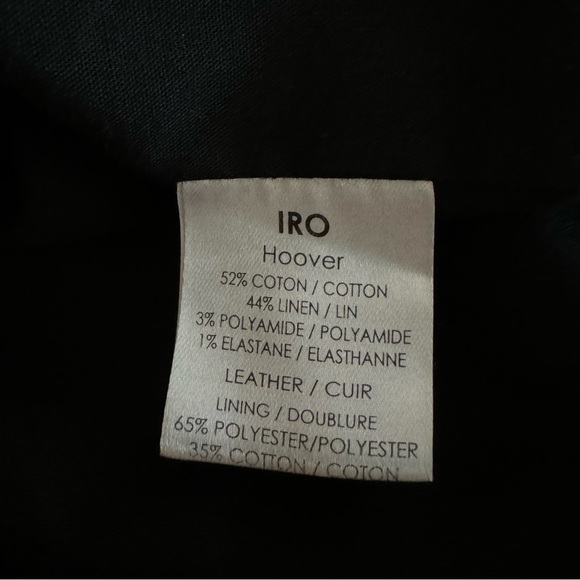 IRO
Hoover
52% COTON / COTTON
44% LINEN / LIN
3% POLYAMIDE / POLYAMIDE
1% ELASTANE / ELASTHANNE
LEATHER / CUIR
LINING / DOUBLURE
65% POLYESTER/POLYESTER
35% COTTON / COTON